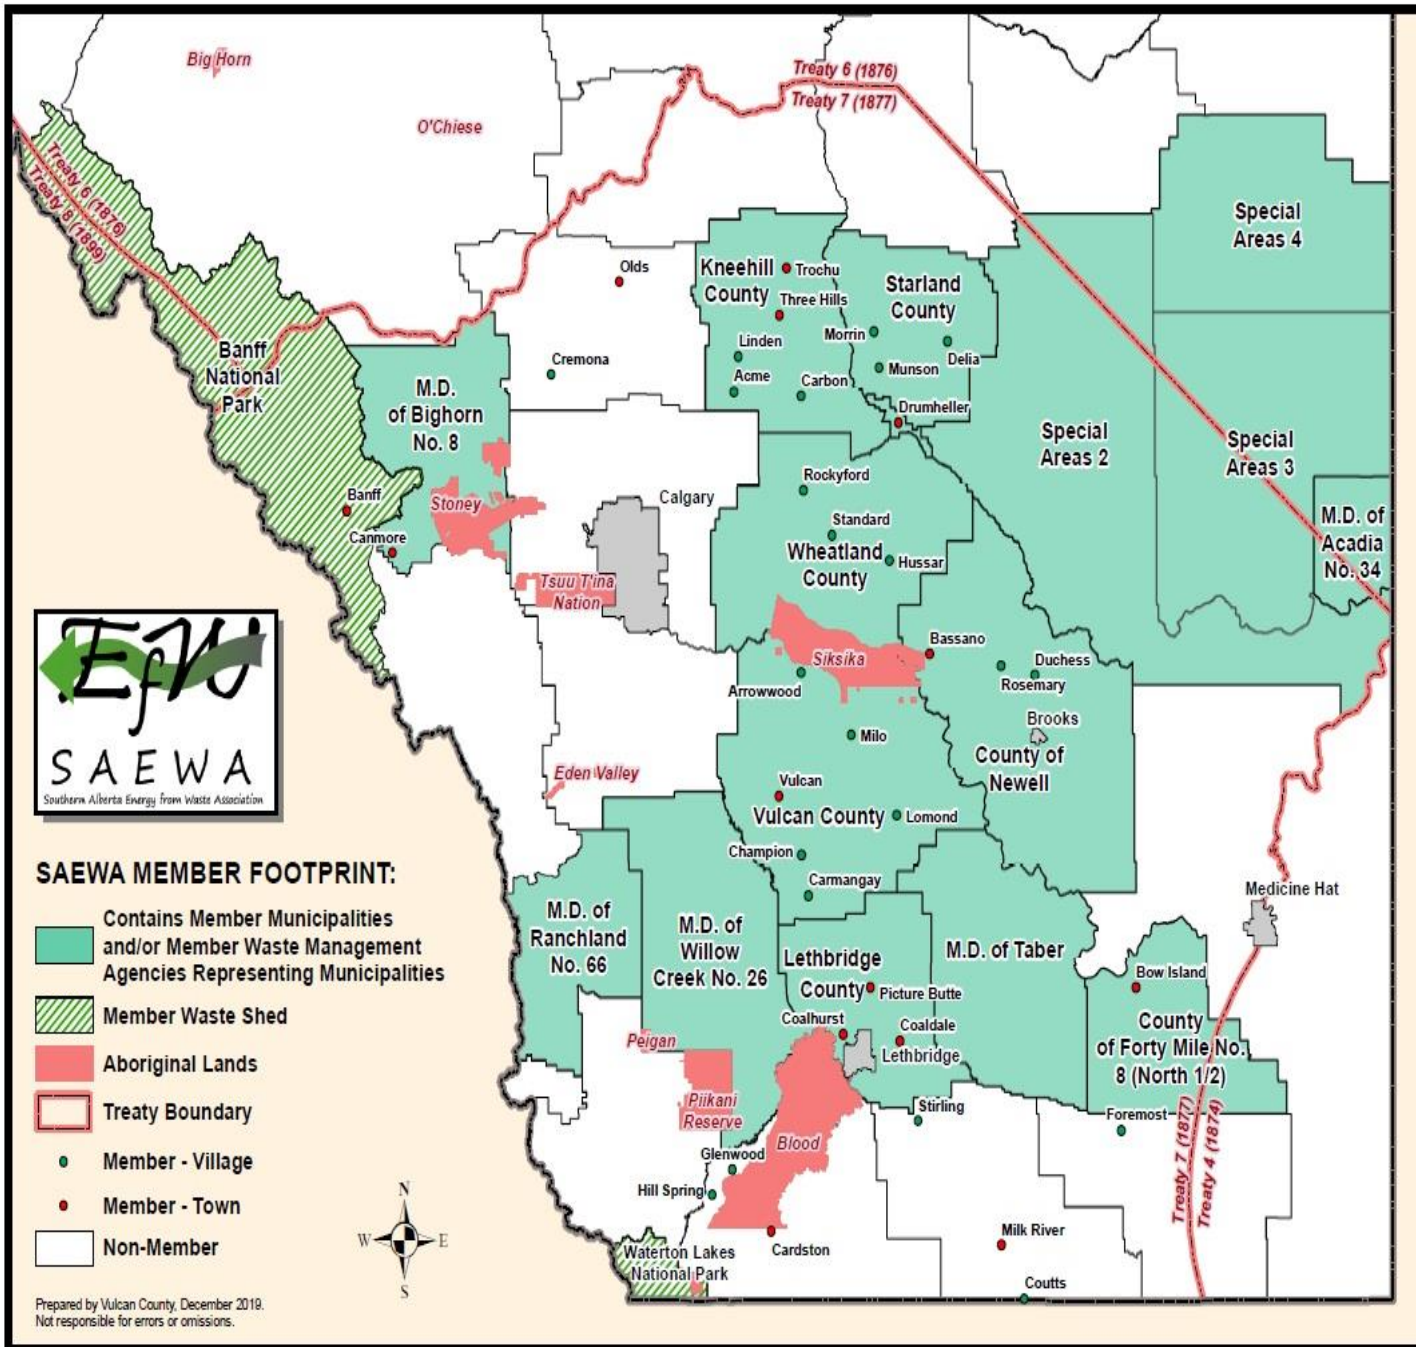 Big Horn
O'Chiese
Treaty 6 (1876)
Treaty 7 (1877)
Treaty 6 (1876)
Treaty 8 (1899)
Special
Areas 4
Olds
Kneehill
County
Trochu
Three Hills
Starland
County
Morrin
Linden
Delia
Munson
Acme
Carbon
Cremona
Drumheller
Banff
National
Park
M.D.
of Bighorn
No. 8
Special
Areas 2
Special
Areas 3
Rockyford
Banff
Stoney
Calgary
Standard
M.D. of
Acadia
No. 34
Canmore
Wheatland
County
Hussar
Tsuu T'ina
Nation
Bassano
Siksika
Duchess
Rosemary
Arrowwood
Brooks
Milo
County of
Newell
Eden Valley
Vulcan
Vulcan County
Lomond
Champion
Carmangay
EfW
SAEWA
Southern Alberta Energy from Waste Association
Medicine Hat
M.D. of
Ranchland
No. 66
M.D. of
Willow
Creek No. 26
Lethbridge
County
M.D. of Taber
Picture Butte
Bow Island
Coalhurst
Coaldale
Lethbridge
County
of Forty Mile No.
8 (North 1/2)
Peigan
Piikani
Reserve
Stirling
Foremost
Blood
Glenwood
Hill Spring
Treaty 7 (1877)
Treaty 4 (1874)
Cardston
Milk River
Waterton Lakes
National Park
Coutts
SAEWA MEMBER FOOTPRINT:
Contains Member Municipalities
and/or Member Waste Management
Agencies Representing Municipalities
Member Waste Shed
Aboriginal Lands
Treaty Boundary
Member - Village
Member - Town
Non-Member
N
W
E
S
Prepared by Vulcan County, December 2019.
Not responsible for errors or omissions.